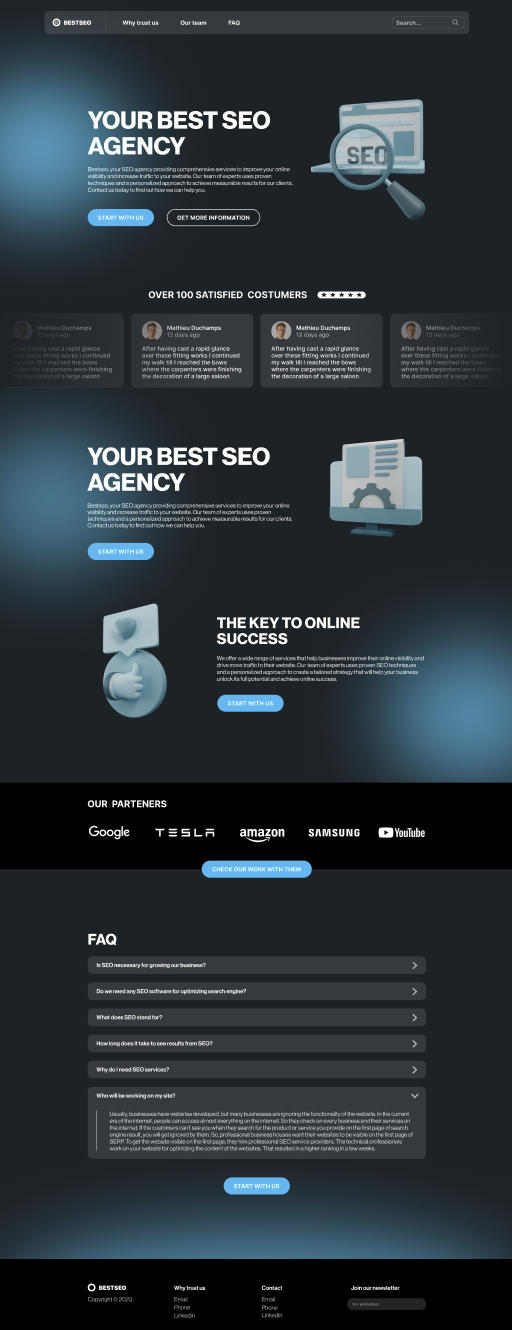 BESTSEO
Why trust us
Our team
FAQ
Search...
YOUR BEST SEO
AGENCY
Bestseo, your SEO agency providing comprehensive services to improve your online
visibility and increase traffic to your website. Our team of experts uses proven
techniques and a personalized approach to achieve measurable results for our clients.
Contact us today to find out how we can help you.
START WITH US
GET MORE INFORMATION
SEO
OVER 100 SATISFIED COSTUMERS
Mathieu Duchamps
12 days ago
After having cast a rapid glance
over these fitting works I continued
my walk till I reached the bows
where the carpenters were finishing
the decoration of a large saloon
Mathieu Duchamps
12 days ago
After having cast a rapid glance
over these fitting works I continued
my walk till I reached the bows
where the carpenters were finishing
the decoration of a large saloon
Mathieu Duchamps
12 days ago
After having cast a rapid glance
over these fitting works I continued
my walk till I reached the bows
where the carpenters were finishing
the decoration of a large saloon
Mathieu Duchamps
12 days ago
After having cast a rapid glance
over these fitting works I continued
my walk till I reached the bows
where the carpenters were finishing
the decoration of a large saloon
YOUR BEST SEO
AGENCY
Bestseo, your SEO agency providing comprehensive services to improve your online
visibility and increase traffic to your website. Our team of experts uses proven
techniques and a personalized approach to achieve measurable results for our clients.
Contact us today to find out how we can help you.
START WITH US
THE KEY TO ONLINE
SUCCESS
We offer a wide range of services that help businesses improve their online visibility and
drive more traffic to their website. Our team of experts uses proven SEO techniques
and a personalized approach to create a tailored strategy that will help your business
unlock its full potential and achieve online success.
START WITH US
OUR PARTENERS
Google
TESLA
amazon
SAMSUNG
YouTube
CHECK OUR WORK WITH THEM
FAQ
Is SEO necessary for growing our business?
Do we need any SEO software for optimizing search engine?
What does SEO stand for?
How long does it take to see results from SEO?
Why do I need SEO services?
Who will be working on my site?
Usually, businesses have websites developed, but many businesses are ignoring the functionality of the website. In the current
era of the internet, people can access almost everything on the internet. So they check on every business and their services on
the internet. If the customers can't see you when they search for the product or service you provide on the first page of search
engine result, you will get ignored by them. So, professional business houses want their websites to be visible on the first page of
SERP. To get the website visible on the first page, they hire professional SEO service providers. The technical professionals
work on your website for optimizing the content of the websites. That resulted in a higher ranking in a few weeks.
START WITH US
BESTSEO
Copyright © 2023
Why trust us
Email
Phone
Linkedin
Contact
Email
Phone
Linkedin
Join our newsletter